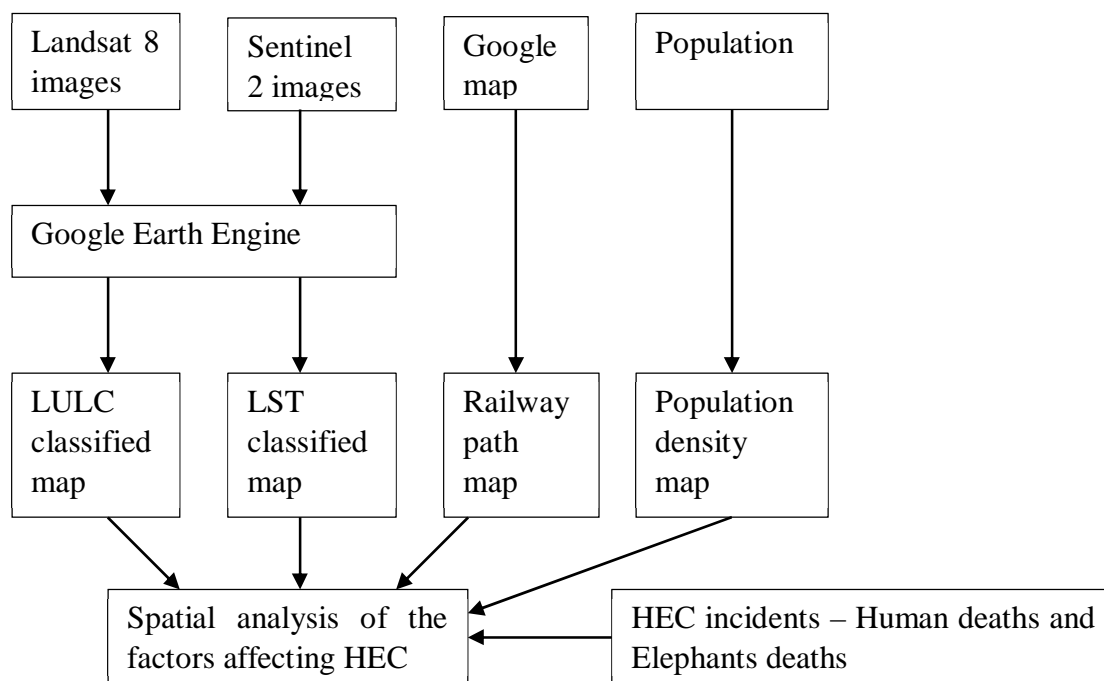 Landsat 8
images
Sentinel
2 images
Google
map
Population
Google Earth Engine
LULC
classified
map
LST
classified
map
Railway
path
map
Population
density
map
Spatial analysis of the
factors affecting HEC
HEC incidents – Human deaths and
Elephants deaths